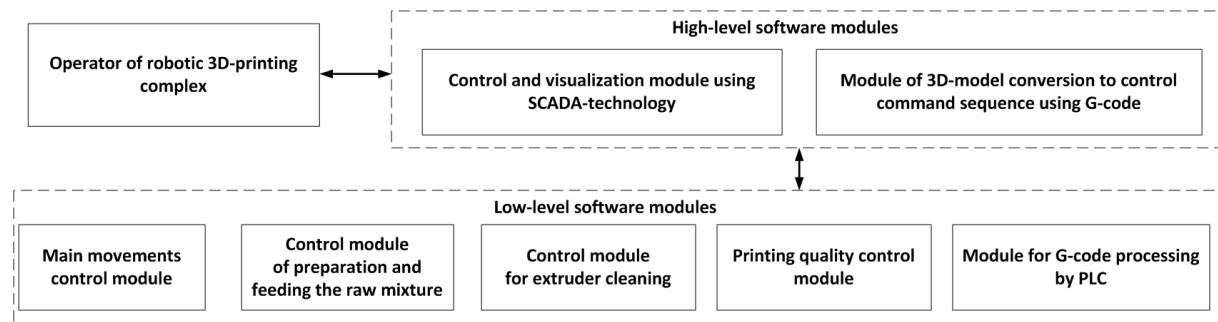 High-level software modules
Operator of robotic 3D-printing
complex
Control and visualization module using
SCADA-technology
Module of 3D-model conversion to control
command sequence using G-code
Low-level software modules
Main movements
control module
Control module
of preparation and
feeding the raw mixture
Control module
for extruder cleaning
Printing quality control
module
Module for G-code processing
by PLC